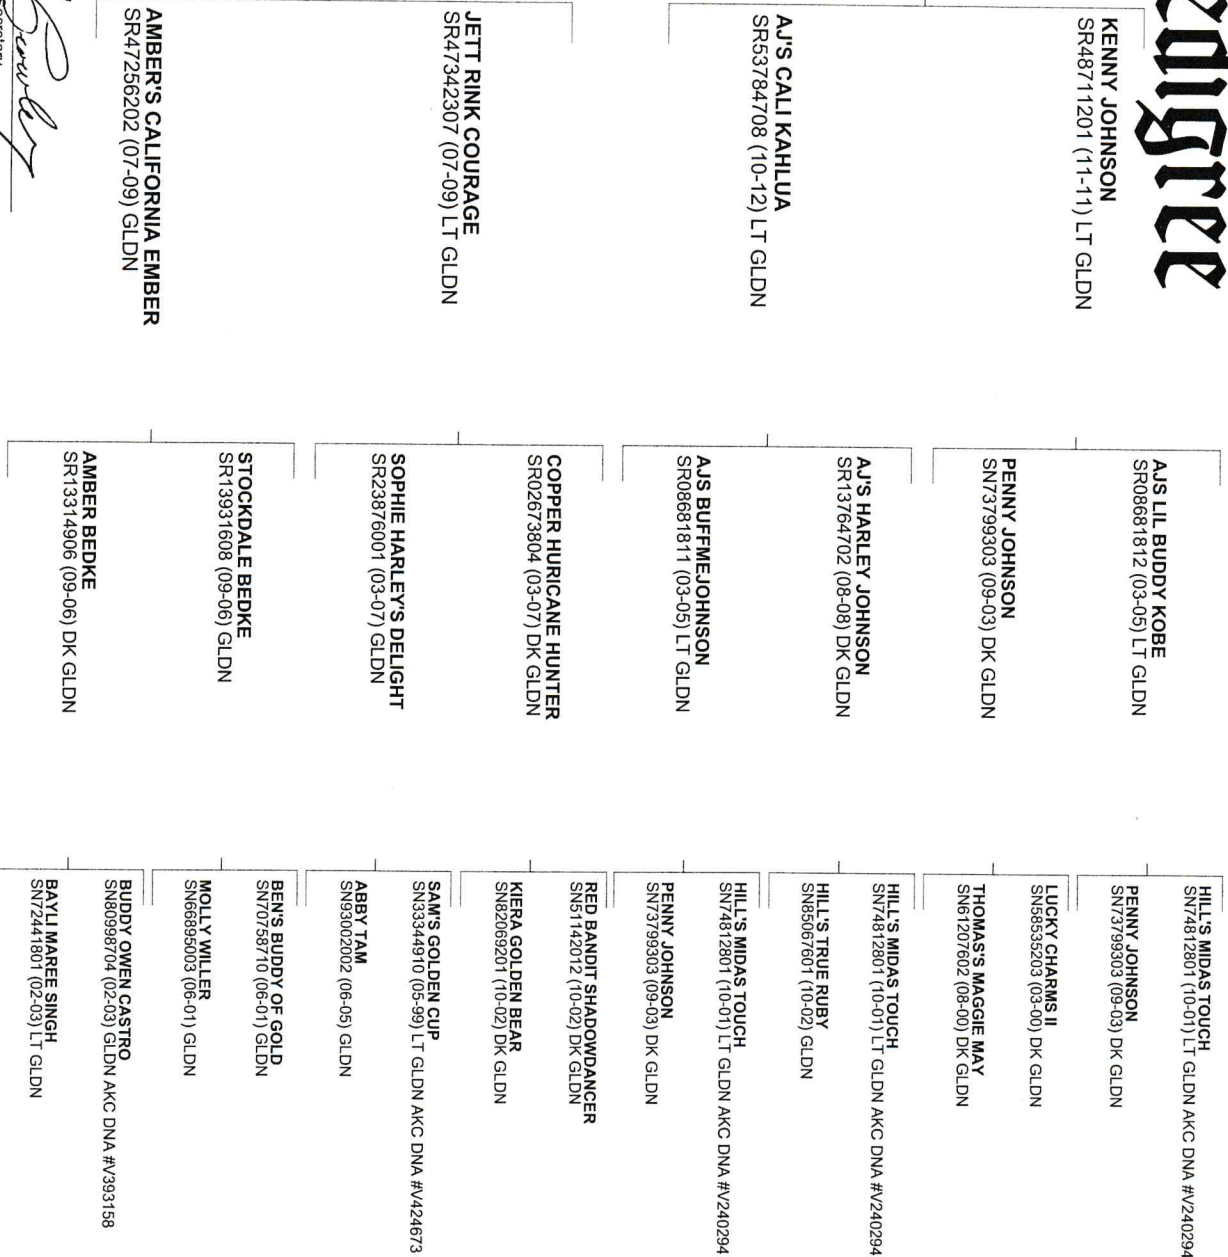 edigree
KENNY JOHNSON
SR48711201 (11-11) LT GLDN
AJ'S CALI KAHLUA
SR53784708 (10-12) LT GLDN
JETT RINK COURAGE
SR47342307 (07-09) LT GLDN
AMBER'S CALIFORNIA EMBER
SR47256202 (07-09) GLDN
AJS LIL BUDDY KOBE
SR08681812 (03-05) LT GLDN
PENNY JOHNSON
SN73799303 (09-03) DK GLDN
AJ'S HARLEY JOHNSON
SR13764702 (08-08) DK GLDN
AJS BUFFMEJOHNSON
SR08681811 (03-05) LT GLDN
COPPER HURICANE HUNTER
SR02673804 (03-07) DK GLDN
SOPHIE HARLEY'S DELIGHT
SR23876001 (03-07) GLDN
STOCKDALE BEDKE
SR13931608 (09-06) GLDN
AMBER BEDKE
SR13314906 (09-06) DK GLDN
HILL'S MIDAS TOUCH
SN74812801 (10-01) LT GLDN AKC DNA #V240294
PENNY JOHNSON
SN73799303 (09-03) DK GLDN
LUCKY CHARMS II
SN58535203 (03-00) DK GLDN
THOMAS'S MAGGIE MAY
SN61207602 (08-00) DK GLDN
HILL'S MIDAS TOUCH
SN74812801 (10-01) LT GLDN AKC DNA #V240294
HILL'S TRUE RUBY
SN85067601 (10-02) GLDN
HILL'S MIDAS TOUCH
SN74812801 (10-01) LT GLDN AKC DNA #V240294
PENNY JOHNSON
SN73799303 (09-03) DK GLDN
RED BANDIT SHADOWDANCER
SN51142012 (10-02) DK GLDN
KIERA GOLDEN BEAR
SN82069201 (10-02) DK GLDN
SAM'S GOLDEN CUP
SN33344910 (05-99) LT GLDN AKC DNA #V424673
ABBY TAM
SN93002002 (06-05) GLDN
BEN'S BUDDY OF GOLD
SN70758710 (06-01) GLDN
MOLLY WILLER
SN66895003 (06-01) GLDN
BUDDY OWEN CASTRO
SN80998704 (02-03) GLDN AKC DNA #V393158
BAYLI MAREE SINGH
SN72441801 (02-03) LT GLDN
Secretary